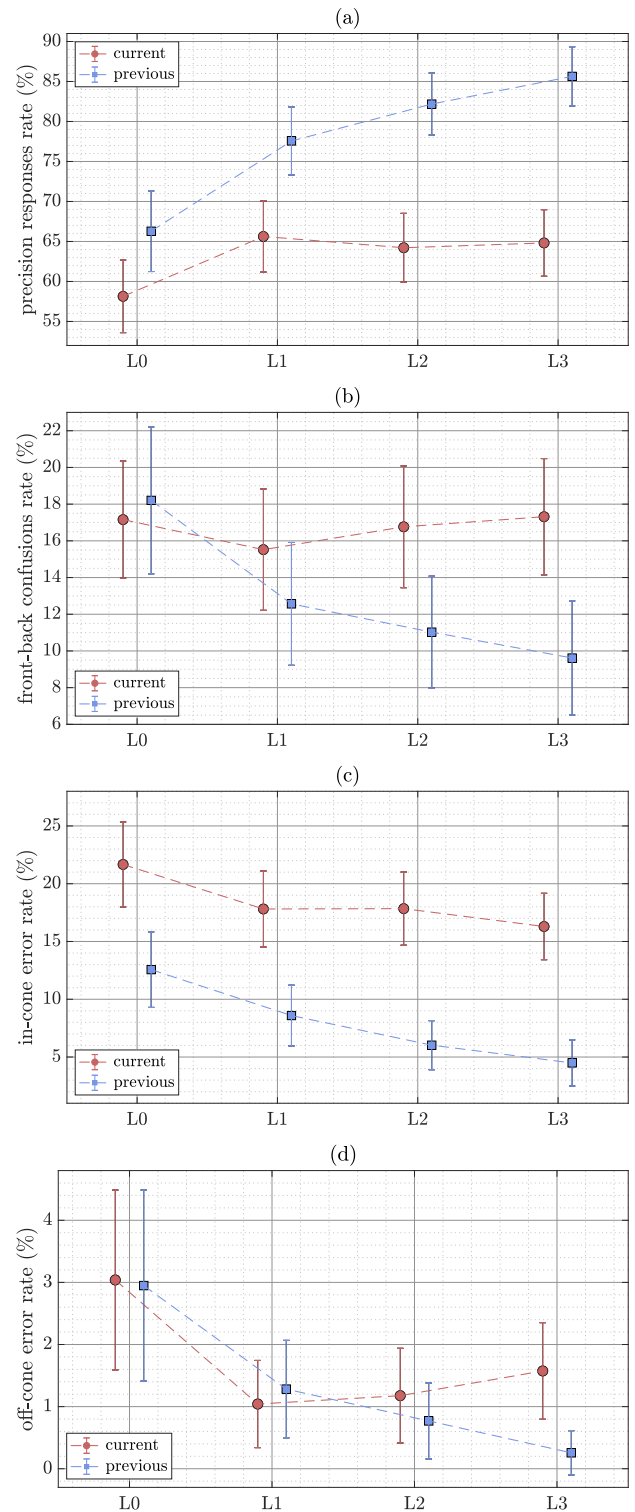 (a)
precision responses rate (%)
90
85
80
75
70
65
60
55
current
previous
L0 L1 L2 L3
(b)
front-back confusions rate (%)
22
20
18
16
14
12
10
8
6
current
previous
L0 L1 L2 L3
(c)
in-cone error rate (%)
25
20
15
10
5
current
previous
L0 L1 L2 L3
(d)
off-cone error rate (%)
4
3
2
1
0
current
previous
L0 L1 L2 L3